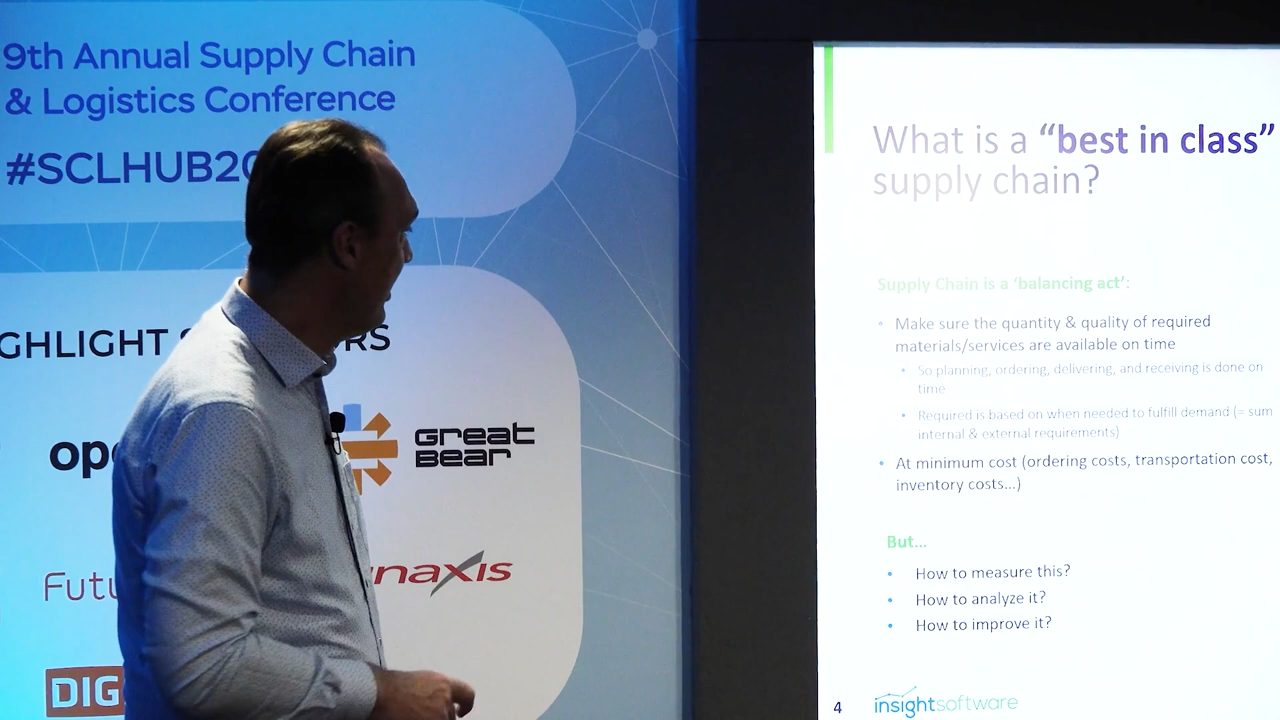 9th Annual Supply Chain
& Logistics Conference
#SCLHUB20
GHLIGHT S RS
ope
GREAT
BEAR
Futu
naxis
DIG
What is a “best in class”
supply chain?
Supply Chain is a ‘balancing act’:
• Make sure the quantity & quality of required
materials/services are available on time
• So planning, ordering, delivering, and receiving is done on
time
• Required is based on when needed to fulfill demand (= sum
internal & external requirements)
• At minimum cost (ordering costs, transportation cost,
inventory costs...)
But...
• How to measure this?
• How to analyze it?
• How to improve it?
4
insightsoftware